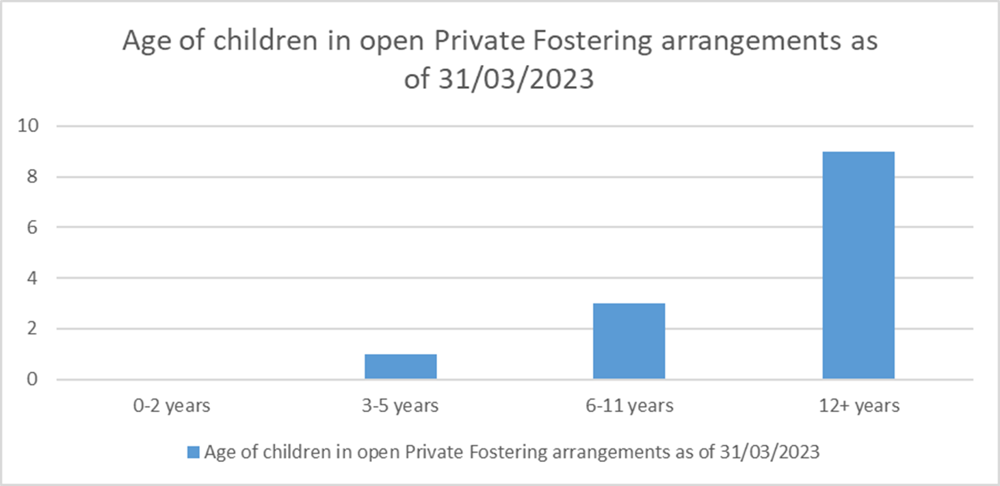 Age of children in open Private Fostering arrangements as
of 31/03/2023
10
8
6
4
2
0
0-2 years
3-5 years
6-11 years
12+ years
Age of children in open Private Fostering arrangements as of 31/03/2023